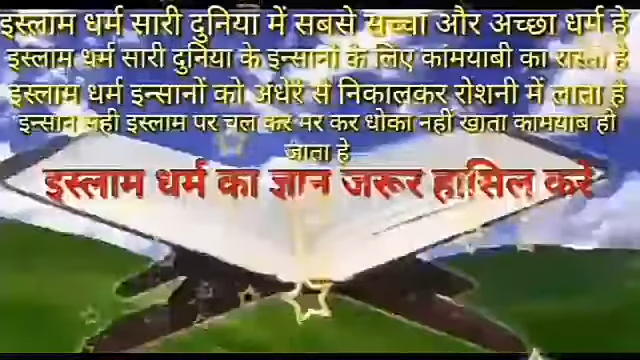 इस्लाम धर्म सारी दुनिया में सबसे सच्चा और अच्छा धर्म हे
इस्लाम धर्म सारी दुनिया के इन्सानों के लिए कामयाबी का रास्ता हे
इस्लाम धर्म इन्सानों को अंधेरे से निकालकर रोशनी में लाता हे
इन्सान सही इस्लाम पर चल कर मर कर धोका नहीं खाता कामयाब हो
जाता हे
इस्लाम धर्म का ज्ञान जरूर हासिल करे